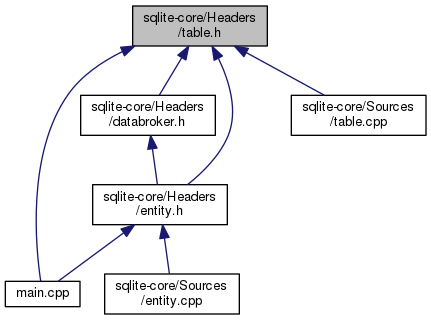 sqlite-core/Headers
/table.h
sqlite-core/Headers
/databroker.h
sqlite-core/Sources
/table.cpp
sqlite-core/Headers
/entity.h
main.cpp
sqlite-core/Sources
/entity.cpp